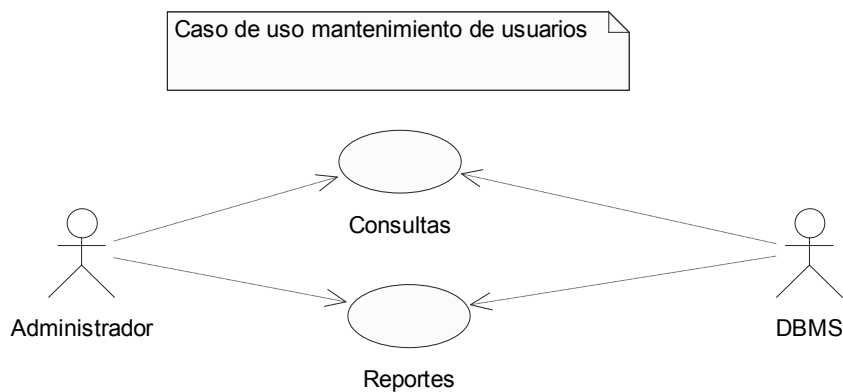 Caso de uso mantenimiento de usuarios
Consultas
Administrador
DBMS
Reportes